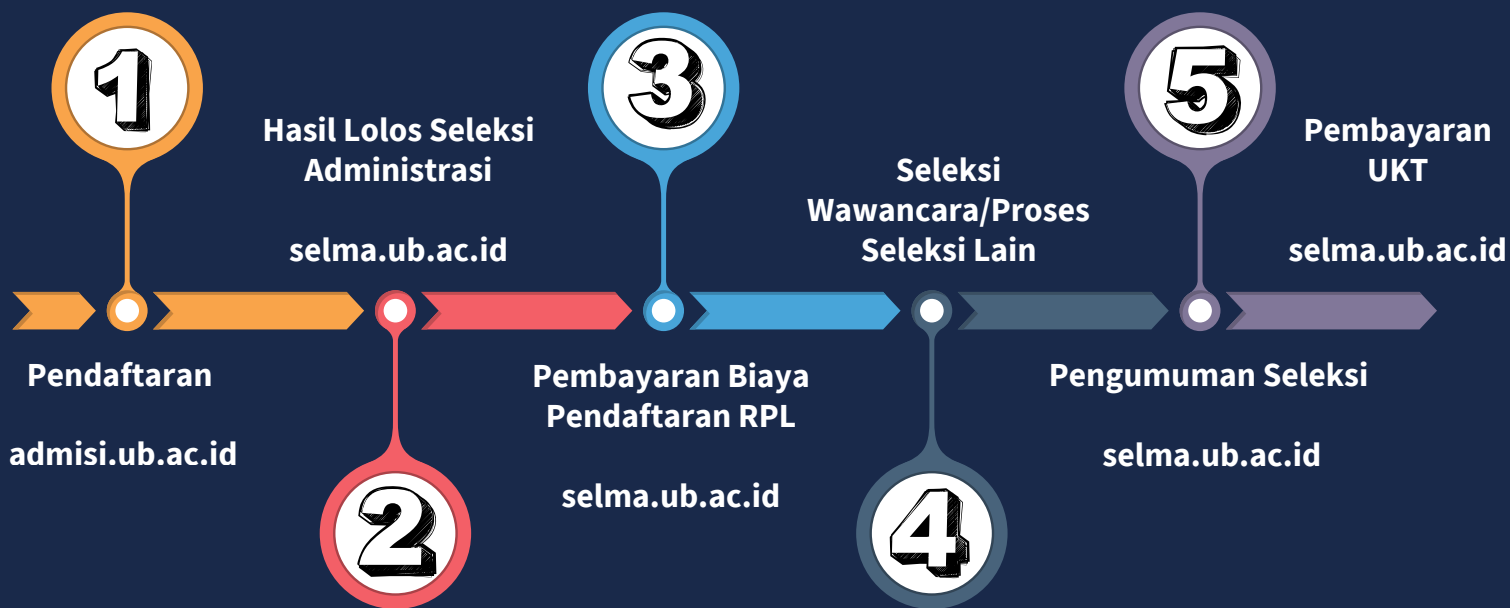 1
Pendaftaran
admisi.ub.ac.id
2
Hasil Lolos Seleksi
Administrasi
selma.ub.ac.id
3
Pembayaran Biaya
Pendaftaran RPL
selma.ub.ac.id
4
Seleksi
Wawancara/Proses
Seleksi Lain
5
Pengumuman Seleksi
selma.ub.ac.id
Pembayaran
UKT
selma.ub.ac.id